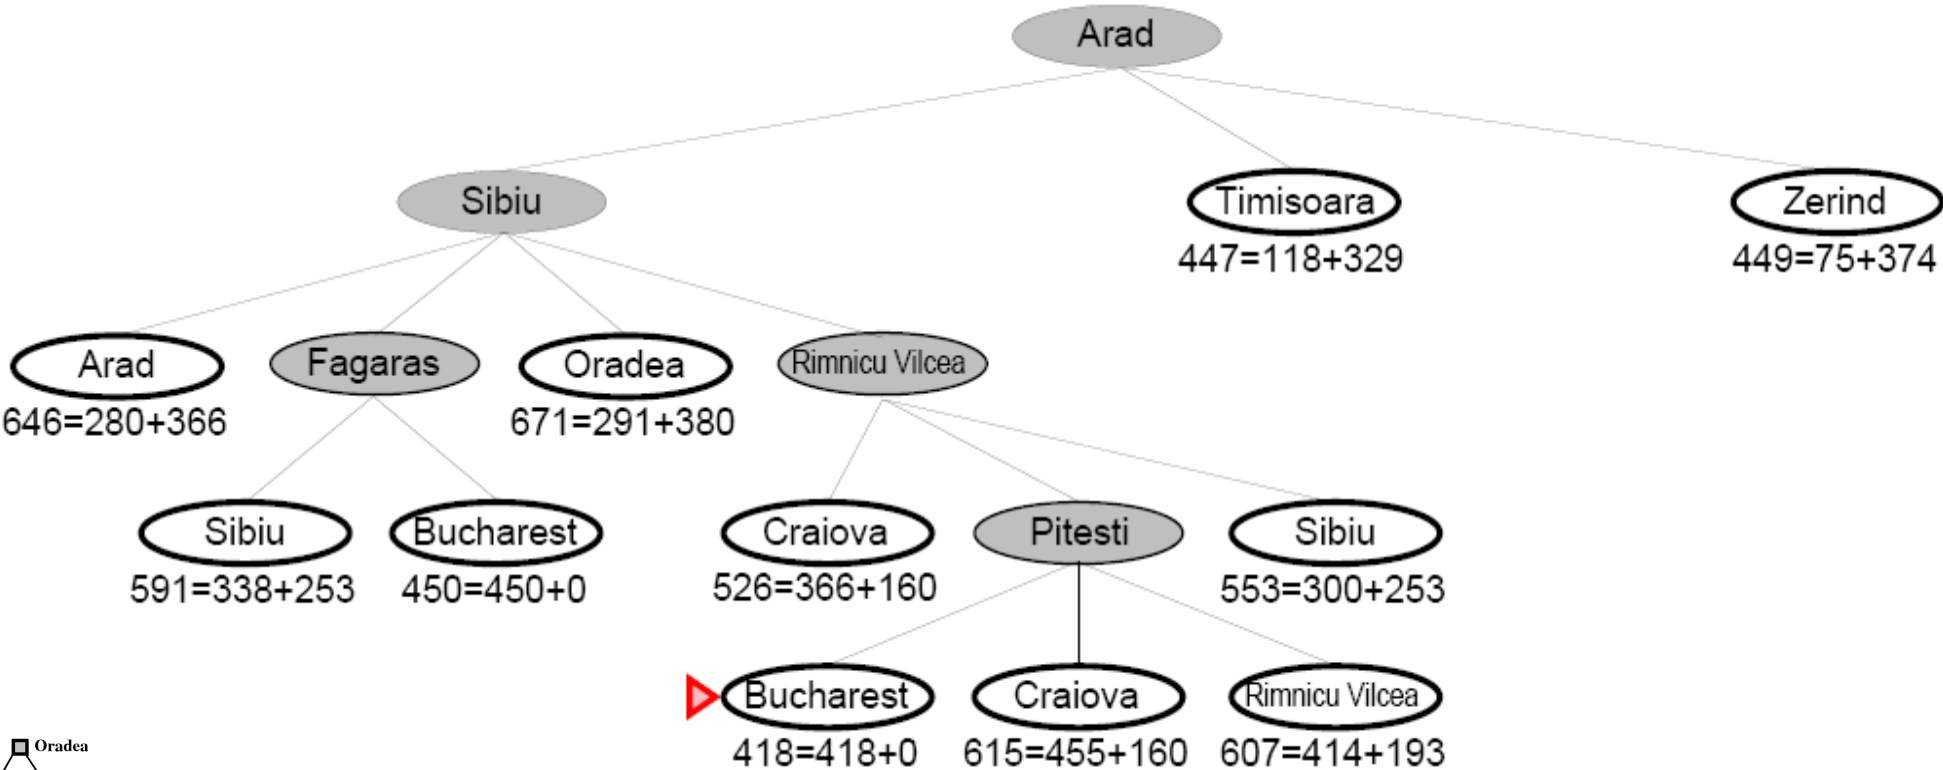 Arad
Sibiu
Timisoara
Zerind
447=118+329
449=75+374
Arad
Fagaras
Oradea
Rimnicu Vilcea
646=280+366
671=291+380
Sibiu
Bucharest
Craiova
Pitesti
Sibiu
591=338+253
450=450+0
526=366+160
553=300+253
Bucharest
Craiova
Rimnicu Vilcea
418=418+0
615=455+160
607=414+193
Oradea